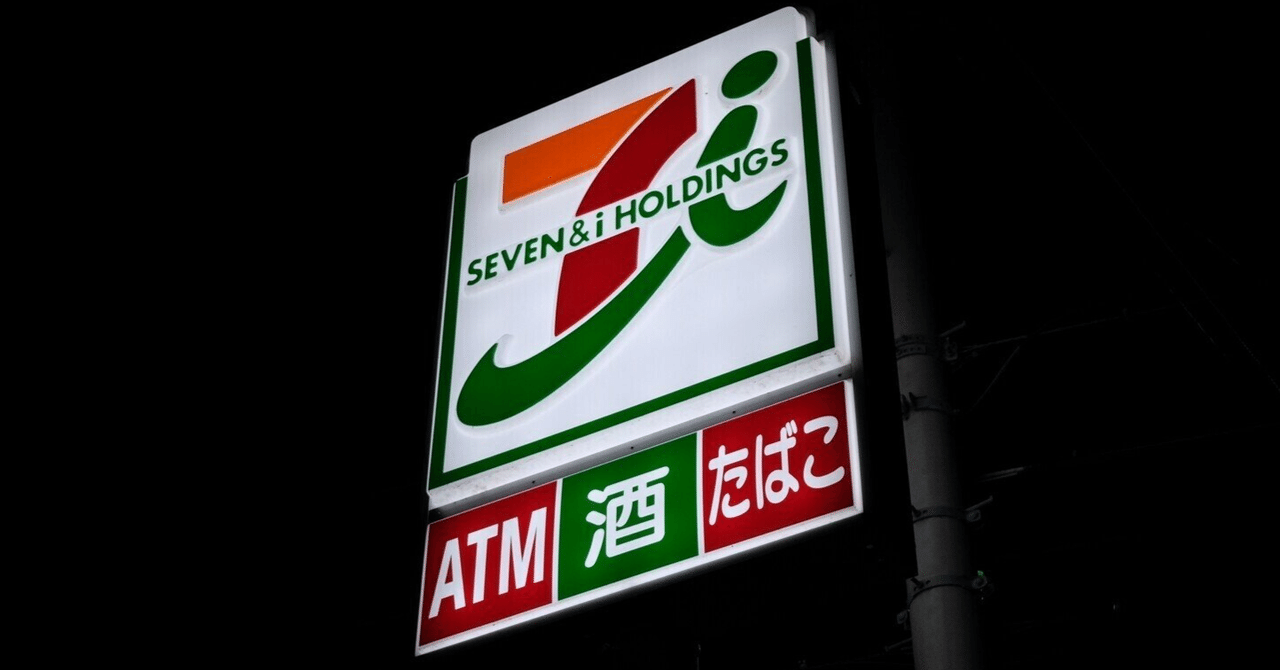 SEVEN & i HOLDINGS
ATM 酒 たばこ